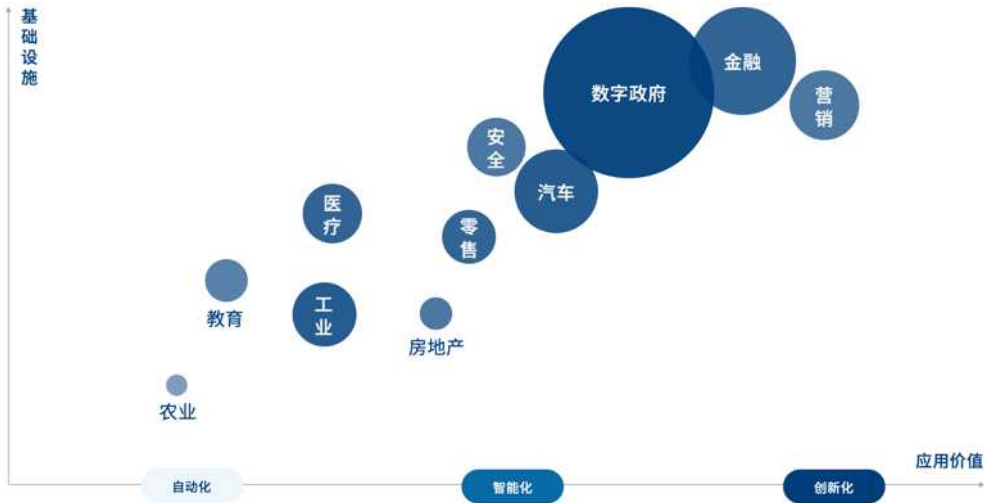 基础设施
数字政府
金融
营销
安全
汽车
医疗
零售
教育
工业
房地产
农业
应用价值
自动化
智能化
创新化